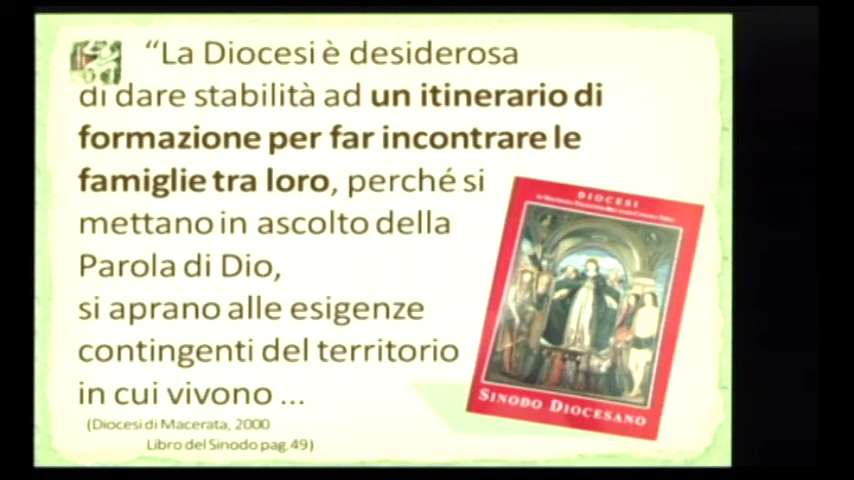 “La Diocesi è desiderosa
di dare stabilità ad un itinerario di
formazione per far incontrare le
famiglie tra loro, perché si
mettano in ascolto della
Parola di Dio,
si aprano alle esigenze
contingenti del territorio
in cui vivono ...
(Diocesi di Macerata, 2000
Libro del Sinodo pag.49)
DIOCESI
SINODO DIOCESANO